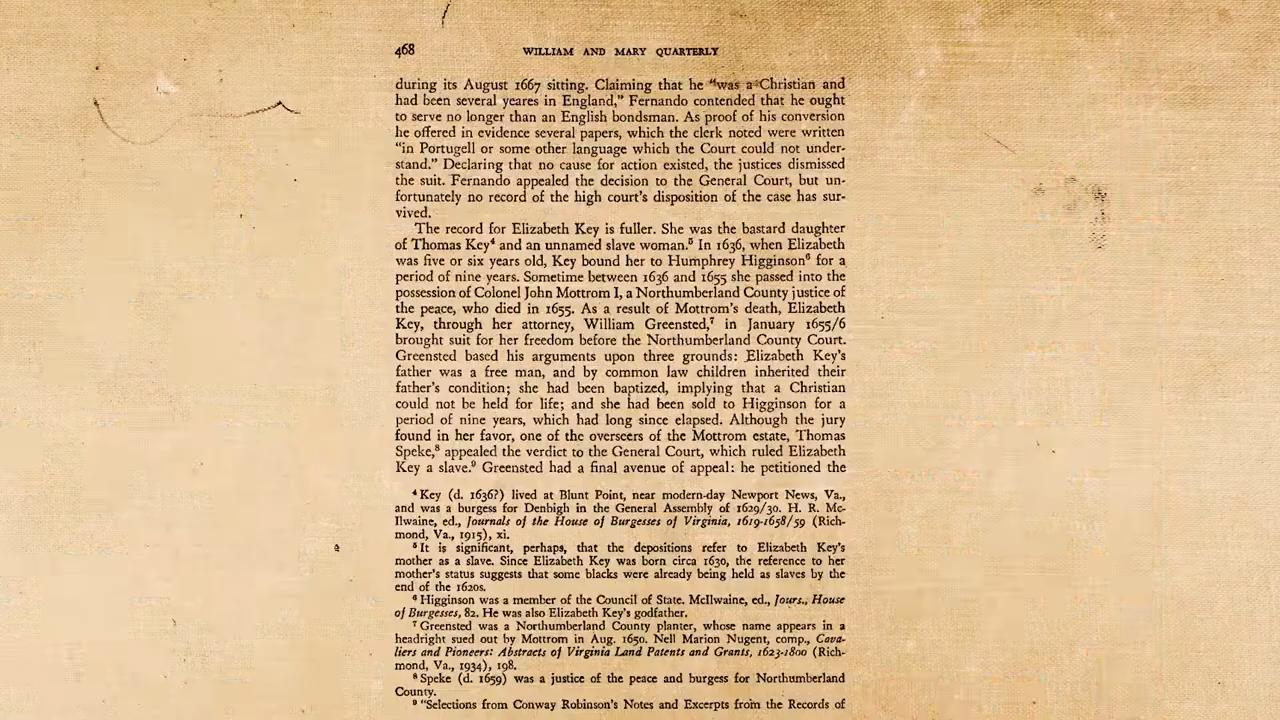 468 WILLIAM AND MARY QUARTERLY
during its August 1667 sitting. Claiming that he "was a Christian and
had been several yeares in England," Fernando contended that he ought
to serve no longer than an English bondsman. As proof of his conversion
he offered in evidence several papers, which the clerk noted were written
"in Portugell or some other language which the Court could not under-
stand." Declaring that no cause for action existed, the justices dismissed
the suit. Fernando appealed the decision to the General Court, but un-
fortunately no record of the high court's disposition of the case has sur-
vived.
The record for Elizabeth Key is fuller. She was the bastard daughter
of Thomas Key⁴ and an unnamed slave woman.⁵ In 1636, when Elizabeth
was five or six years old, Key bound her to Humphrey Higginson⁶ for a
period of nine years. Sometime between 1636 and 1655 she passed into the
possession of Colonel John Mottrom I, a Northumberland County justice of
the peace, who died in 1655. As a result of Mottrom's death, Elizabeth
Key, through her attorney, William Greensted,⁷ in January 1655/6
brought suit for her freedom before the Northumberland County Court.
Greensted based his arguments upon three grounds: Elizabeth Key's
father was a free man, and by common law children inherited their
father's condition; she had been baptized, implying that a Christian
could not be held for life; and she had been sold to Higginson for a
period of nine years, which had long since elapsed. Although the jury
found in her favor, one of the overseers of the Mottrom estate, Thomas
Speke,⁸ appealed the verdict to the General Court, which ruled Elizabeth
Key a slave.⁹ Greensted had a final avenue of appeal: he petitioned the
⁴ Key (d. 1636?) lived at Blunt Point, near modern-day Newport News, Va.,
and was a burgess for Denbigh in the General Assembly of 1629/30. H. R. Mc-
Ilwaine, ed., Journals of the House of Burgesses of Virginia, 1619-1658/59 (Rich-
mond, Va., 1915), xi.
⁵ It is significant, perhaps, that the depositions refer to Elizabeth Key's
mother as a slave. Since Elizabeth Key was born circa 1630, the reference to her
mother's status suggests that some blacks were already being held as slaves by the
end of the 1620s.
⁶ Higginson was a member of the Council of State. McIlwaine, ed., Jours., House
of Burgesses, 82. He was also Elizabeth Key's godfather.
⁷ Greensted was a Northumberland County planter, whose name appears in a
headright sued out by Mottrom in Aug. 1650. Nell Marion Nugent, comp., Cava-
liers and Pioneers: Abstracts of Virginia Land Patents and Grants, 1623-1800 (Rich-
mond, Va., 1934), 198.
⁸ Speke (d. 1659) was a justice of the peace and burgess for Northumberland
County.
⁹ "Selections from Conway Robinson's Notes and Excerpts from the Records of